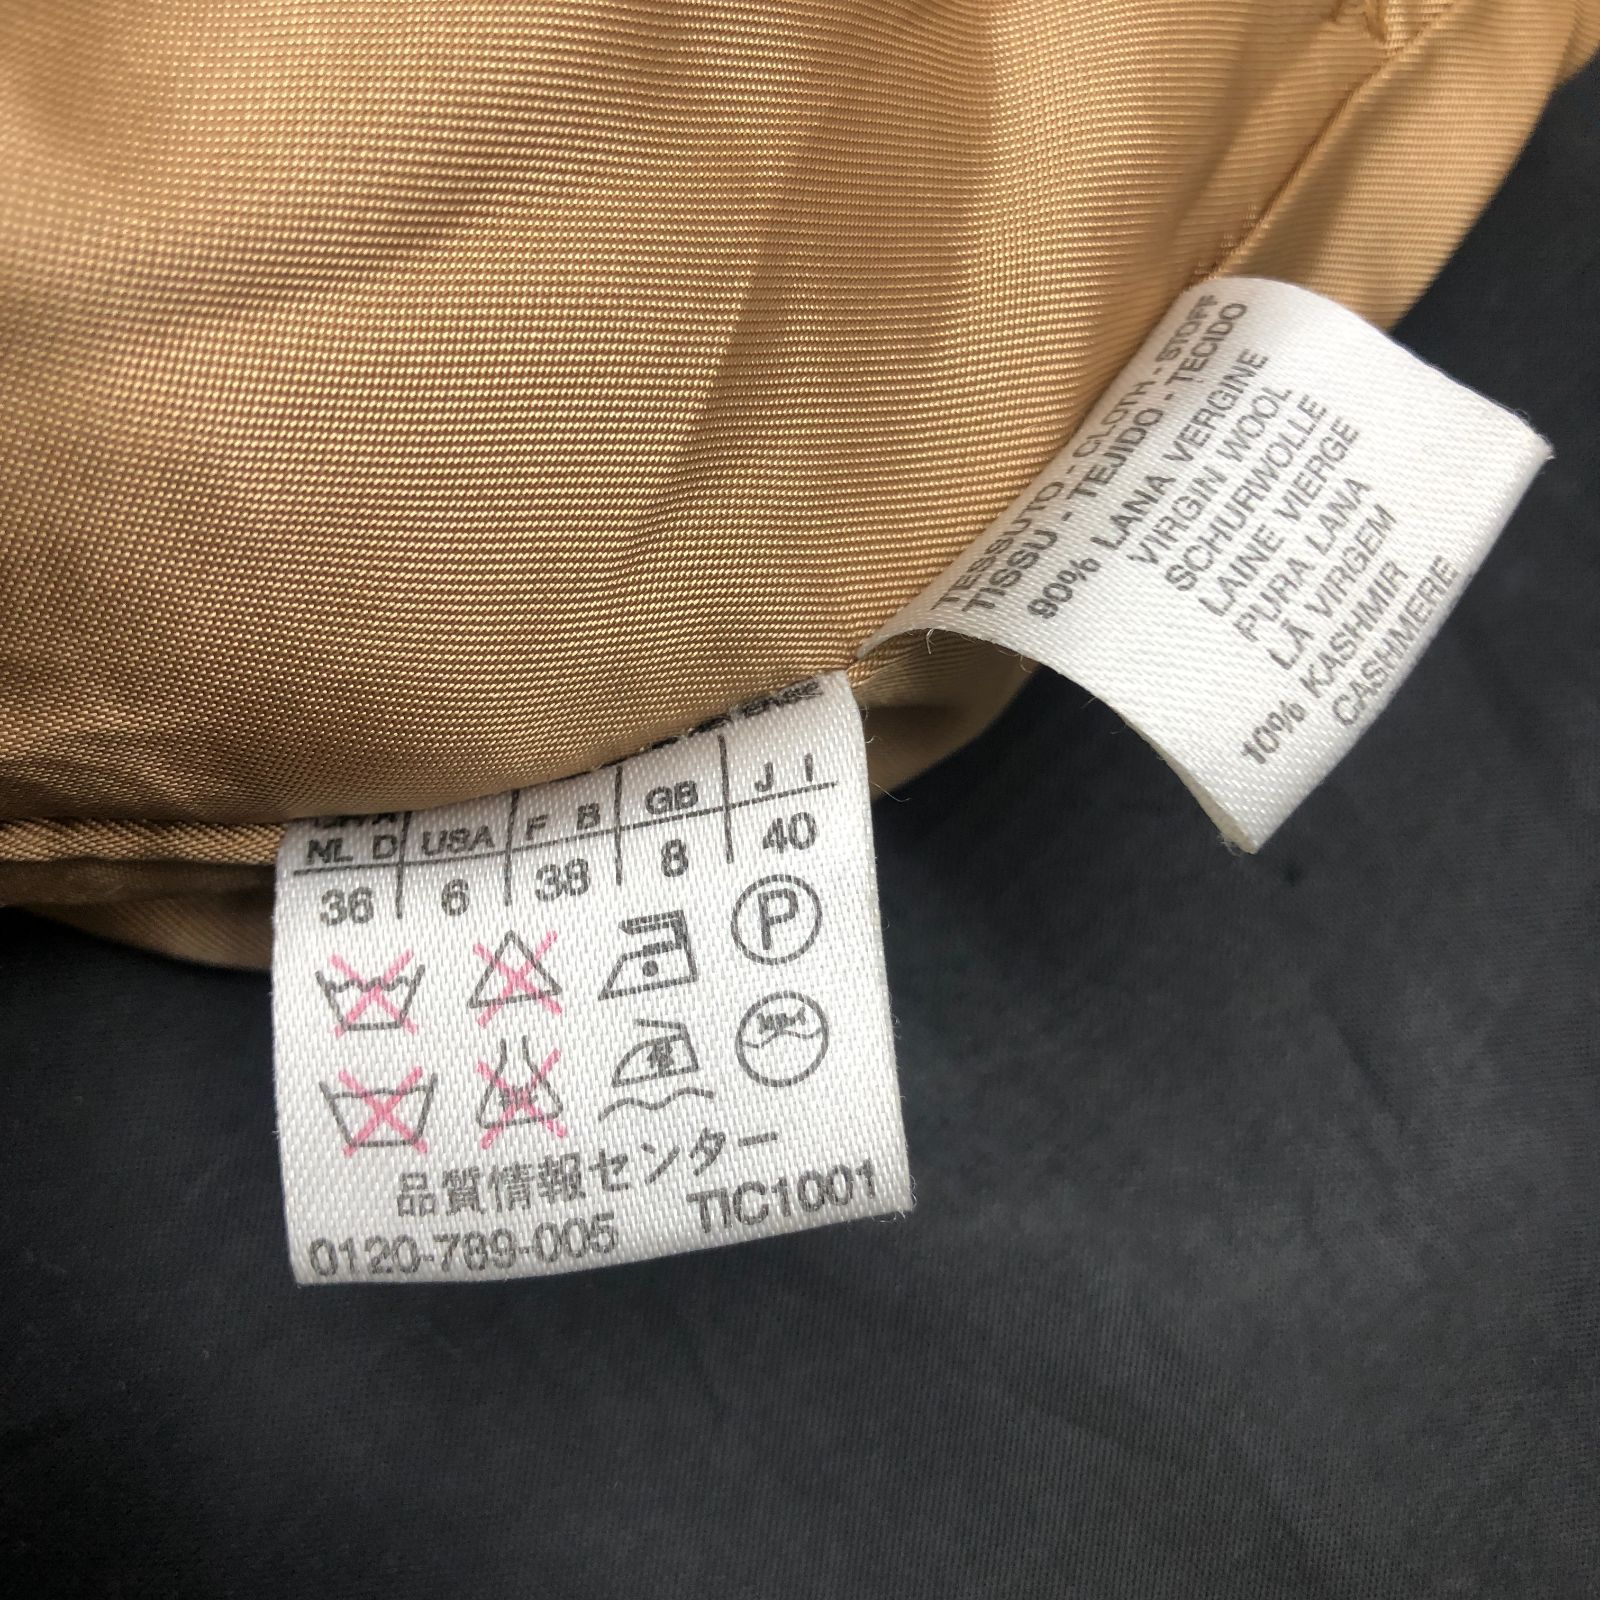 TESSUTO - CLOTH - STOFF
TISSU - TEJIDO - TECIDO
90% LANA VERGINE
VIRGIN WOOL
SCHURWOLLE
LAINE VIERGE
PURA LANA
LÃ VIRGEM
10% KASHMIR
CASHMERE
NL D USA F B GB J I
36 6 38 8 40
P
品質情報センター
0120-789-005 TIC1001